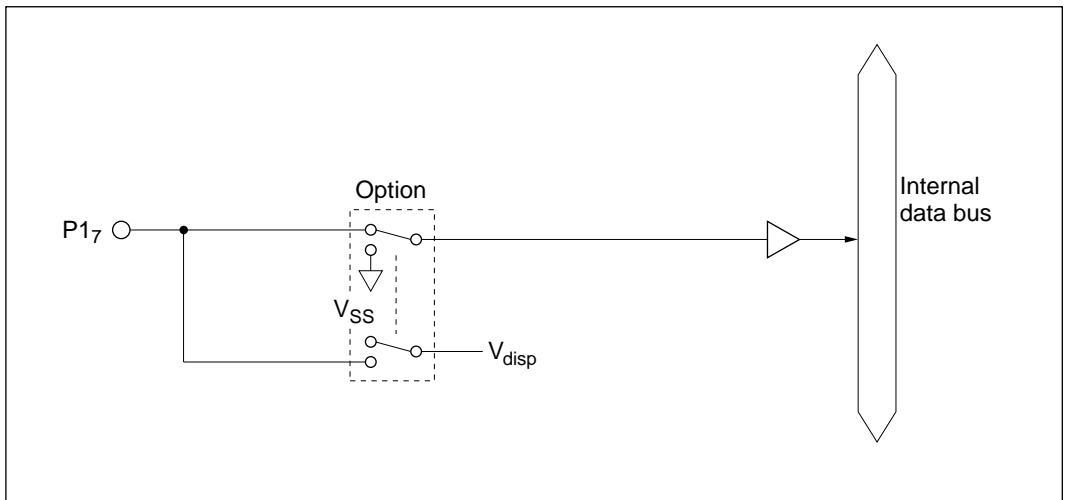 Option
Internal
data bus
P1₇
V_SS
V_disp